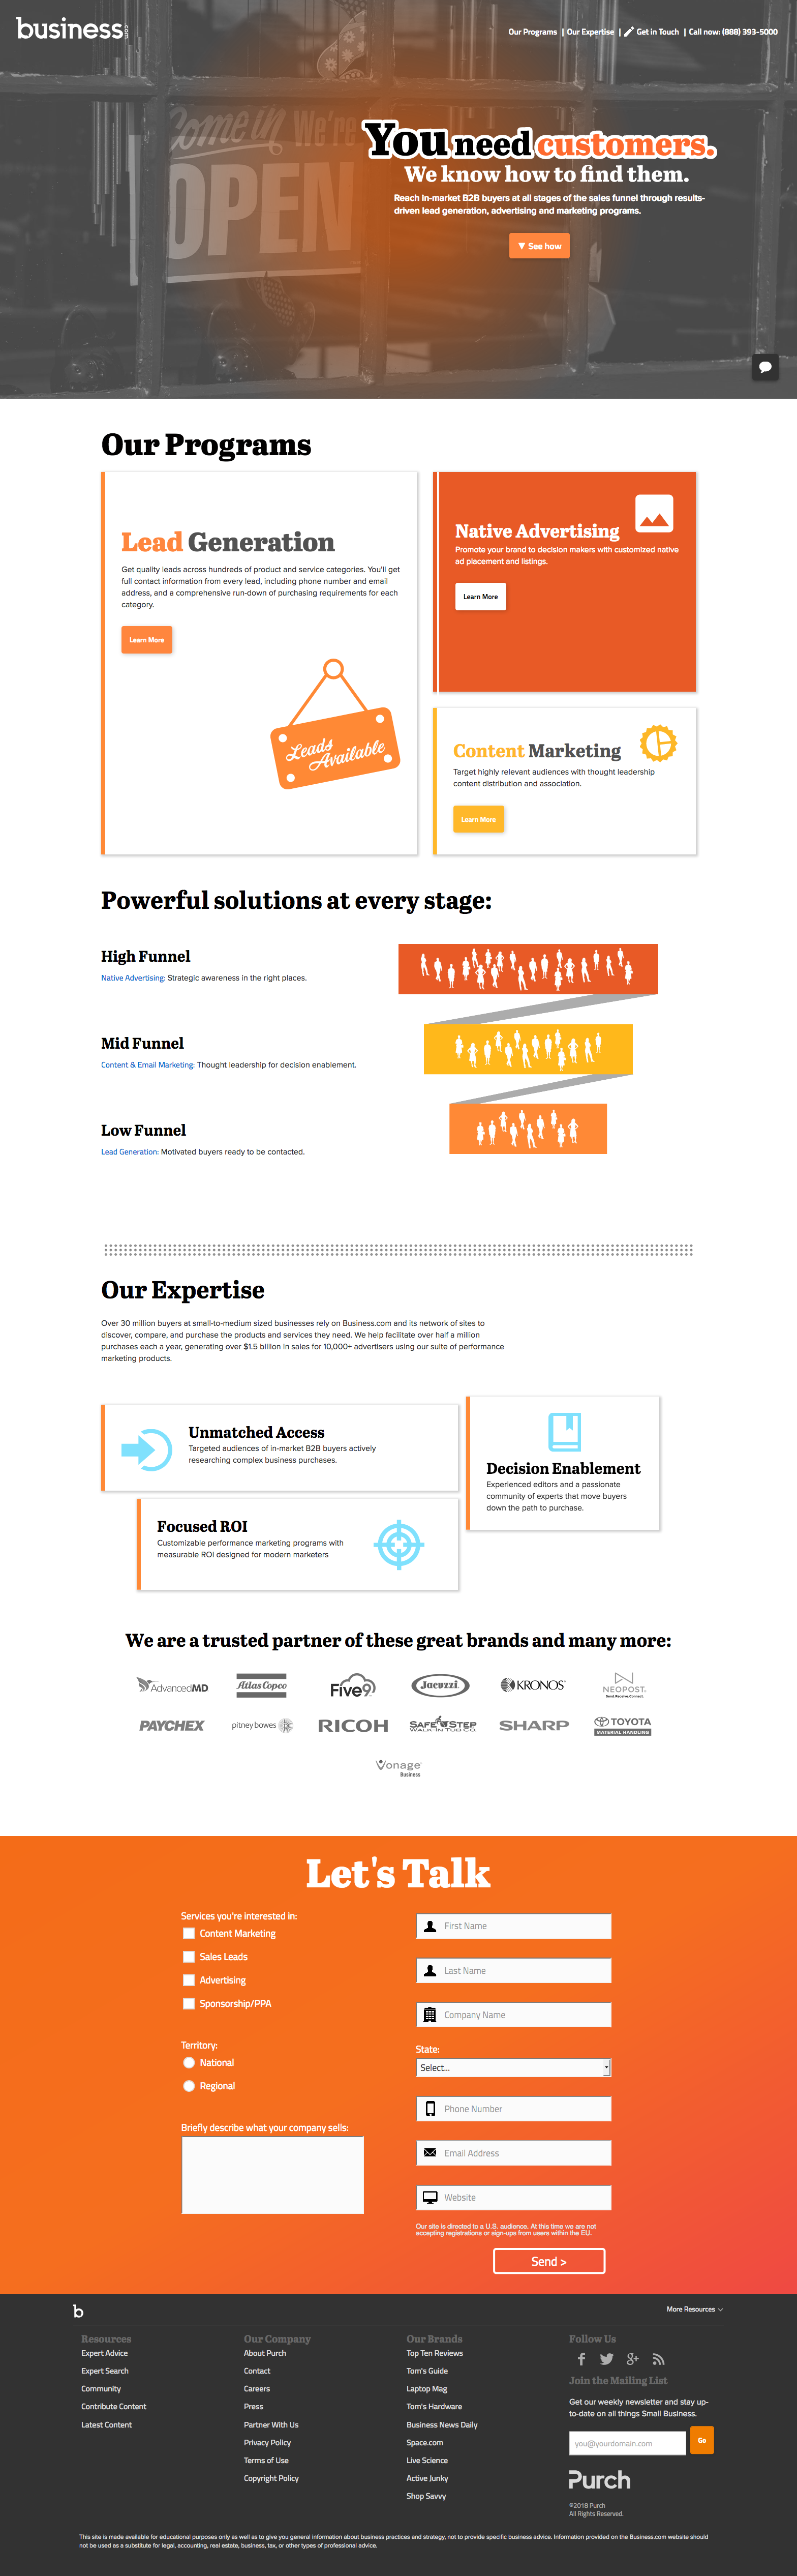 business.com
Our Programs | Our Expertise | Get in Touch | Call now: (888) 393-5000
Come in We're
OPEN
You need customers.
We know how to find them.
Reach in-market B2B buyers at all stages of the sales funnel through results-
driven lead generation, advertising and marketing programs.
▼ See how
Our Programs
Lead Generation
Get quality leads across hundreds of product and service categories. You'll get
full contact information from every lead, including phone number and email
address, and a comprehensive run-down of purchasing requirements for each
category.
Learn More
Leads
Available
Native Advertising
Promote your brand to decision makers with customized native
ad placement and listings.
Learn More
Content Marketing
Target highly relevant audiences with thought leadership
content distribution and association.
Learn More
Powerful solutions at every stage:
High Funnel
Native Advertising: Strategic awareness in the right places.
Mid Funnel
Content & Email Marketing: Thought leadership for decision enablement.
Low Funnel
Lead Generation: Motivated buyers ready to be contacted.
Our Expertise
Over 30 million buyers at small-to-medium sized businesses rely on Business.com and its network of sites to
discover, compare, and purchase the products and services they need. We help facilitate over half a million
purchases each a year, generating over $1.5 billion in sales for 10,000+ advertisers using our suite of performance
marketing products.
Unmatched Access
Targeted audiences of in-market B2B buyers actively
researching complex business purchases.
Decision Enablement
Experienced editors and a passionate
community of experts that move buyers
down the path to purchase.
Focused ROI
Customizable performance marketing programs with
measurable ROI designed for modern marketers
We are a trusted partner of these great brands and many more:
AdvancedMD
Atlas Copco
Five9
Jacuzzi
KRONOS
NEOPOST
Send. Receive. Connect.
PAYCHEX
pitney bowes
RICOH
SAFE STEP
WALK-IN TUB CO.
SHARP
TOYOTA
MATERIAL HANDLING
Vonage
Business
Let's Talk
Services you're interested in:
Content Marketing
Sales Leads
Advertising
Sponsorship/PPA
Territory:
National
Regional
Briefly describe what your company sells:
First Name
Last Name
Company Name
State:
Select...
Phone Number
Email Address
Website
Our site is directed to a U.S. audience. At this time we are not
accepting registrations or sign-ups from users within the EU.
Send >
b
More Resources
Resources
Expert Advice
Expert Search
Community
Contribute Content
Latest Content
Our Company
About Purch
Contact
Careers
Press
Partner With Us
Privacy Policy
Terms of Use
Copyright Policy
Our Brands
Top Ten Reviews
Tom's Guide
Laptop Mag
Tom's Hardware
Business News Daily
Space.com
Live Science
Active Junky
Shop Savvy
Follow Us
Join the Mailing List
Get our weekly newsletter and stay up-
to-date on all things Small Business.
you@yourdomain.com
Go
Purch
©2018 Purch
All Rights Reserved.
This site is made available for educational purposes only as well as to give you general information about business practices and strategy, not to provide specific business advice. Information provided on the Business.com website should
not be used as a substitute for legal, accounting, real estate, business, tax, or other types of professional advice.